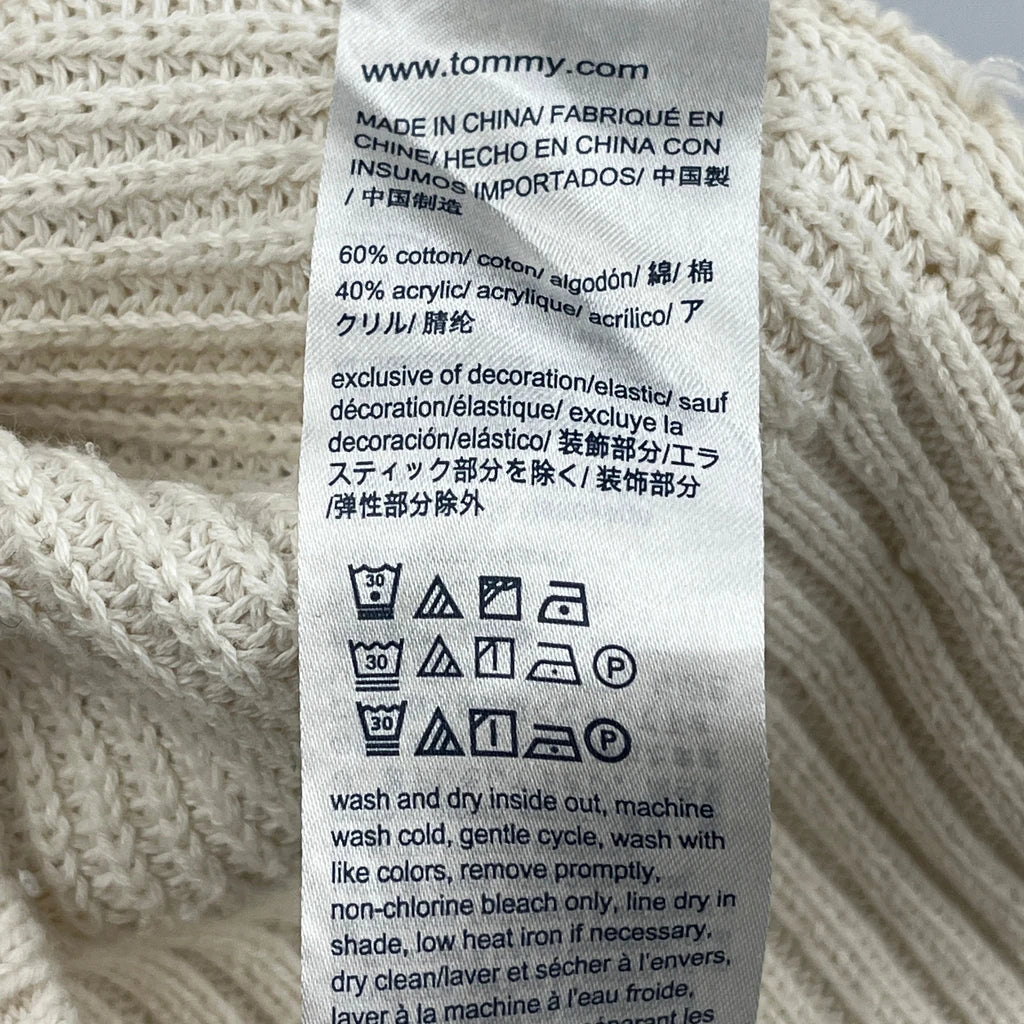 www.tommy.com
MADE IN CHINA/ FABRIQUÉ EN
CHINE/ HECHO EN CHINA CON
INSUMOS IMPORTADOS/ 中国製
/ 中国制造
60% cotton/ coton/ algodón/ 綿/ 棉
40% acrylic/ acrylique/ acrílico/ ア
クリル/ 腈纶
exclusive of decoration/elastic/ sauf
décoration/élastique/ excluye la
decoración/elástico/ 装飾部分/エラ
スティック部分を除く/ 装饰部分
/弹性部分除外
30
30 P
30 P
wash and dry inside out, machine
wash cold, gentle cycle, wash with
like colors, remove promptly,
non-chlorine bleach only, line dry in
shade, low heat iron if necessary,
dry clean/laver et sécher à l'envers,
laver à la machine à l'eau froide,
les